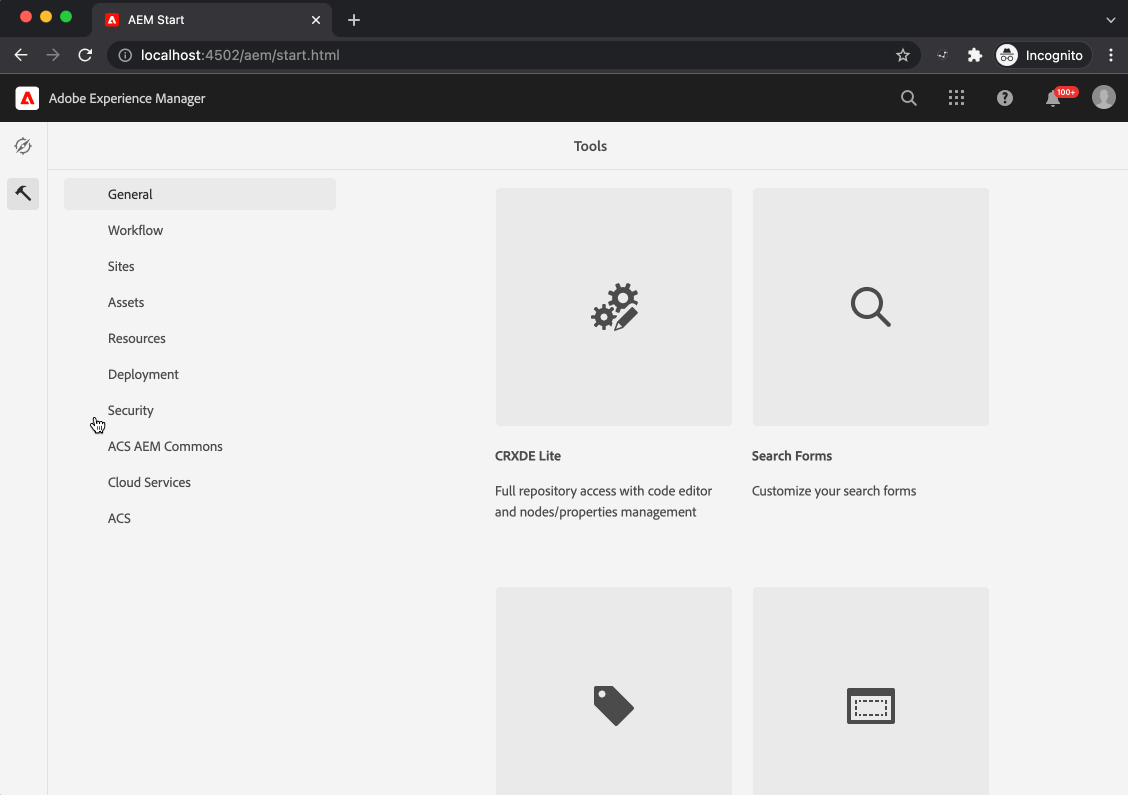 AEM Start
localhost:4502/aem/start.html
Incognito
Adobe Experience Manager
100+
Tools
General
Workflow
Sites
Assets
Resources
Deployment
Security
ACS AEM Commons
Cloud Services
ACS
CRXDE Lite
Full repository access with code editor
and nodes/properties management
Search Forms
Customize your search forms